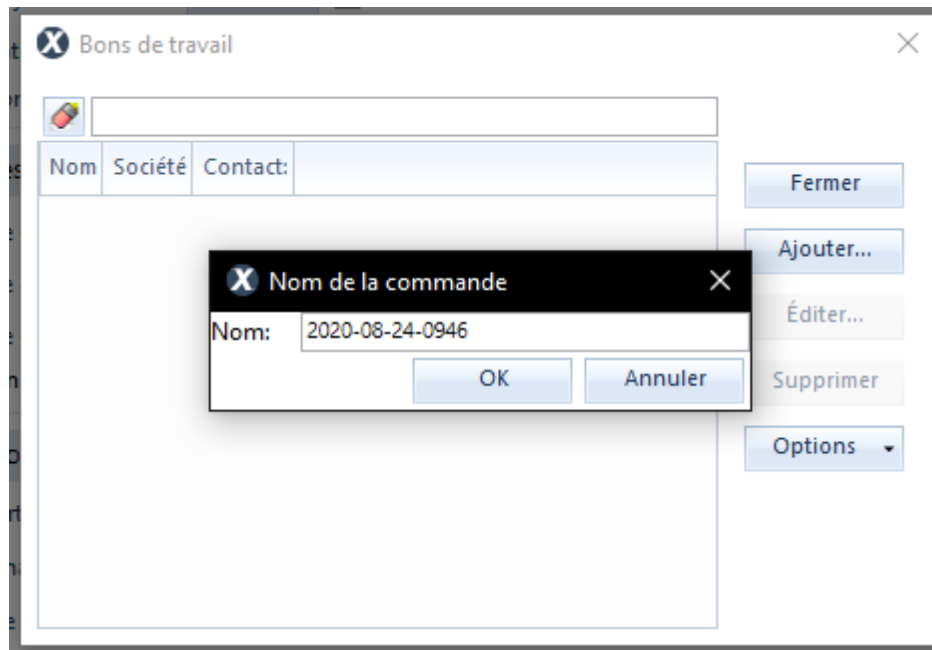 Bons de travail
Nom Société Contact:
Fermer
Ajouter...
Nom de la commande
Nom: 2020-08-24-0946
OK Annuler
Éditer...
Supprimer
Options